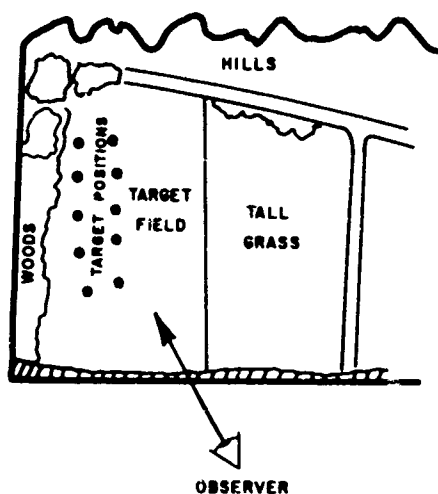 HILLS
WOODS
TARGET POSITIONS
TARGET
FIELD
TALL
GRASS
OBSERVER